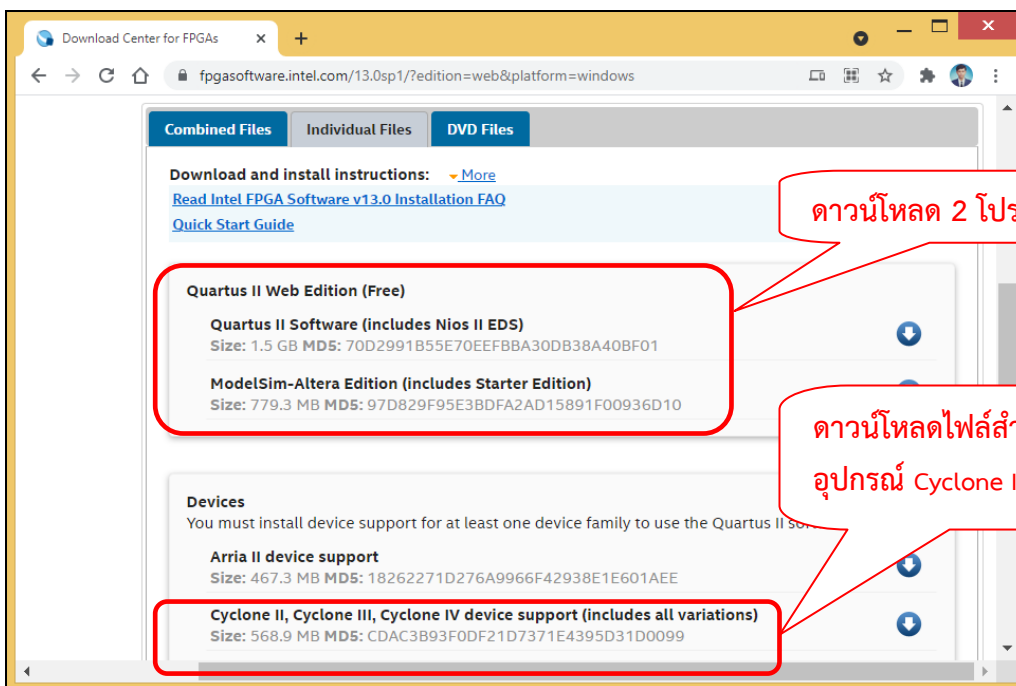 Download Center for FPGAs
fpgasoftware.intel.com/13.0sp1/?edition=web&platform=windows
Combined Files Individual Files DVD Files
Download and install instructions: More
Read Intel FPGA Software v13.0 Installation FAQ
Quick Start Guide
ดาวน์โหลด 2
Quartus II Web Edition (Free)
Quartus II Software (includes Nios II EDS)
Size: 1.5 GB MD5: 70D2991B55E70EEFBBA30DB38A40BF01
ModelSim-Altera Edition (includes Starter Edition)
Size: 779.3 MB MD5: 97D829F95E3BDFA2AD15891F00936D10
ดาวน์โหลดไฟล์
อุปกรณ์ Cyclone
Devices
You must install device support for at least one device family to use the Quartus II
Arria II device support
Size: 467.3 MB MD5: 18262271D276A9966F42938E1E601AEE
Cyclone II, Cyclone III, Cyclone IV device support (includes all variations)
Size: 568.9 MB MD5: CDAC3B93F0DF21D7371E4395D31D0099